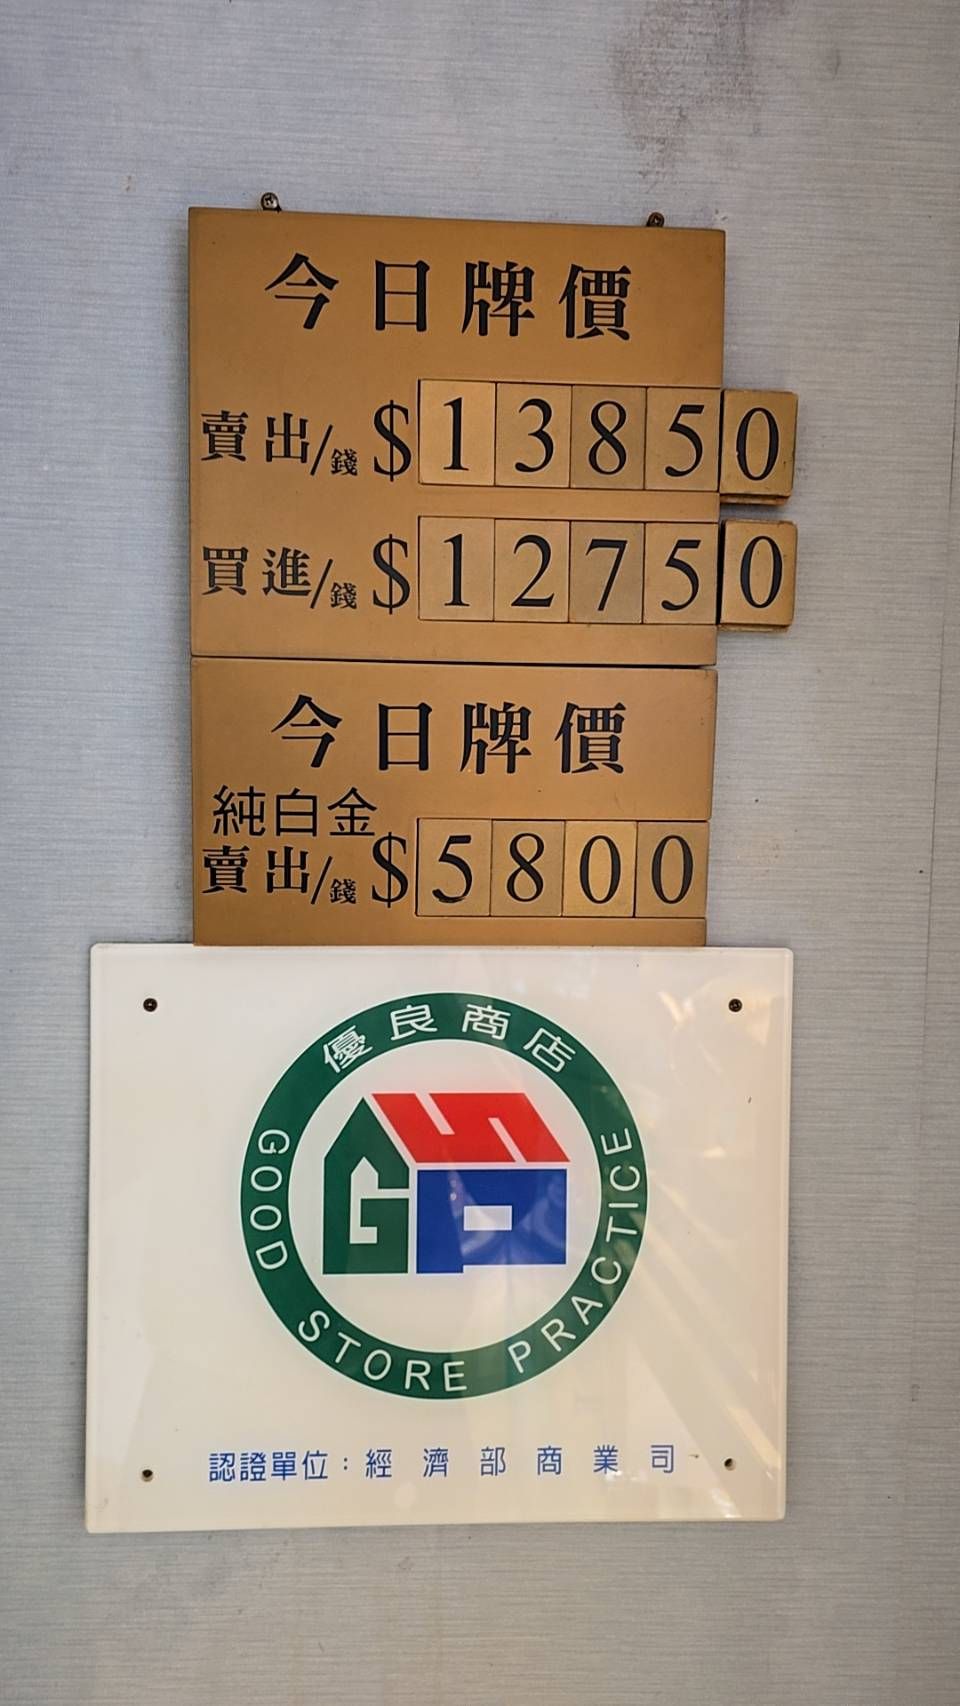 今日牌價
賣出/錢 $13850
買進/錢 $12750
今日牌價
純白金
賣出/錢 $5800
優良商店
GSP
GOOD STORE PRACTICE
認證單位：經濟部商業司